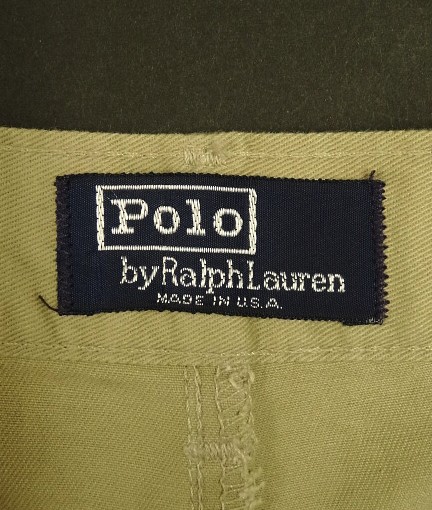 Polo
by Ralph Lauren
MADE IN U.S.A.